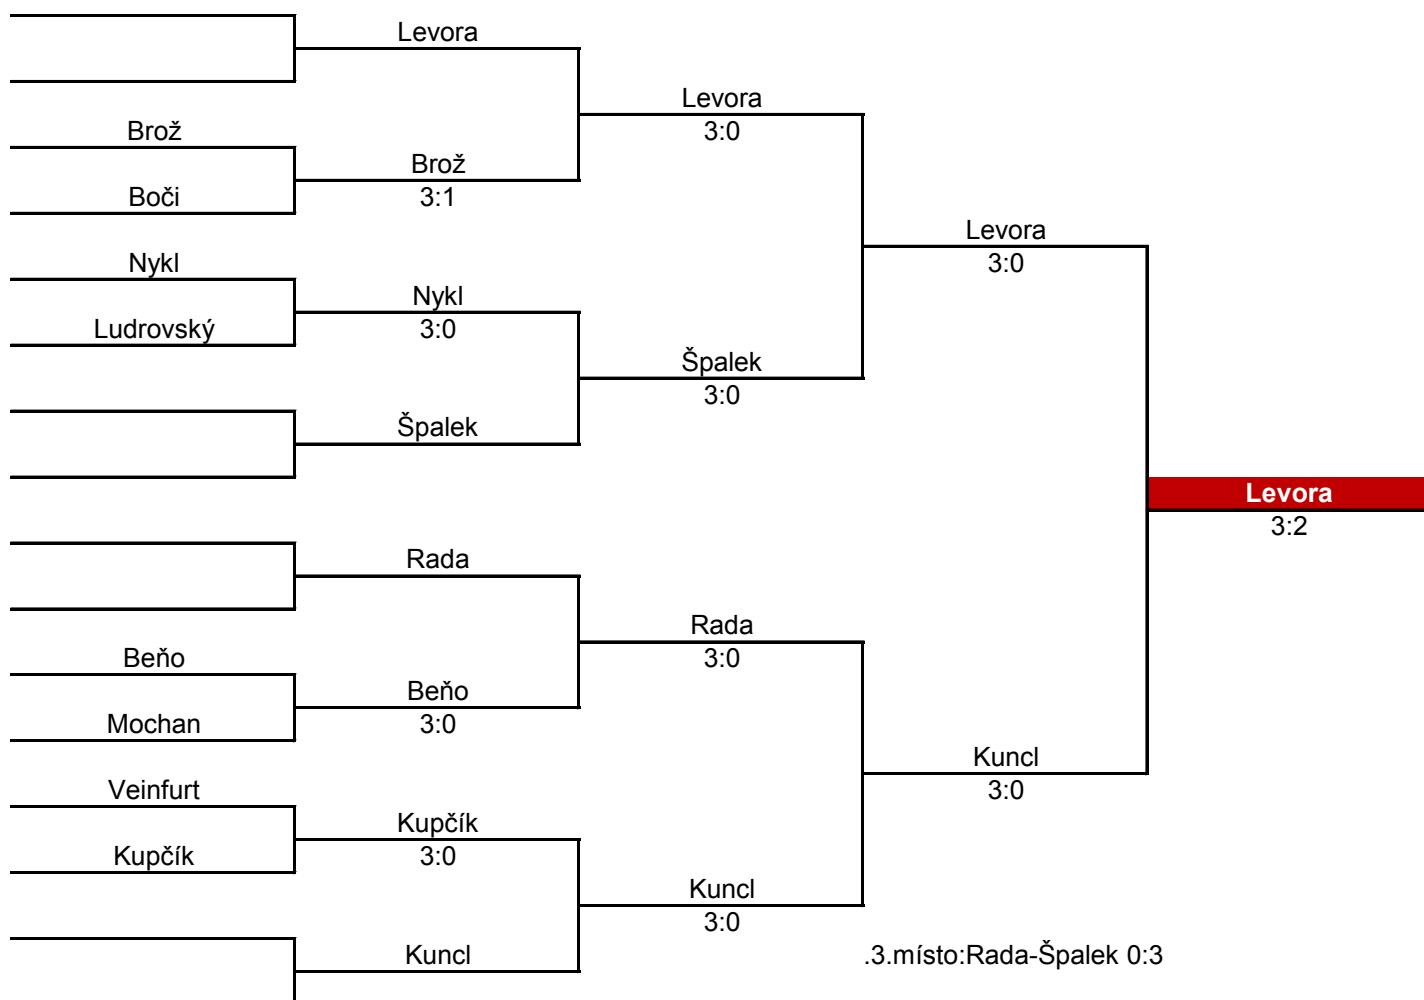 Levora
Levora
3:0
Brož
Brož
3:1
Boči
Levora
3:0
Nykl
Nykl
3:0
Ludrovský
Špalek
3:0
Špalek
Levora
3:2
Rada
Rada
3:0
Beňo
Beňo
3:0
Mochan
Kuncl
3:0
Veinfurt
Kupčík
3:0
Kupčík
Kuncl
3:0
Kuncl
.3.místo:Rada-Špalek 0:3